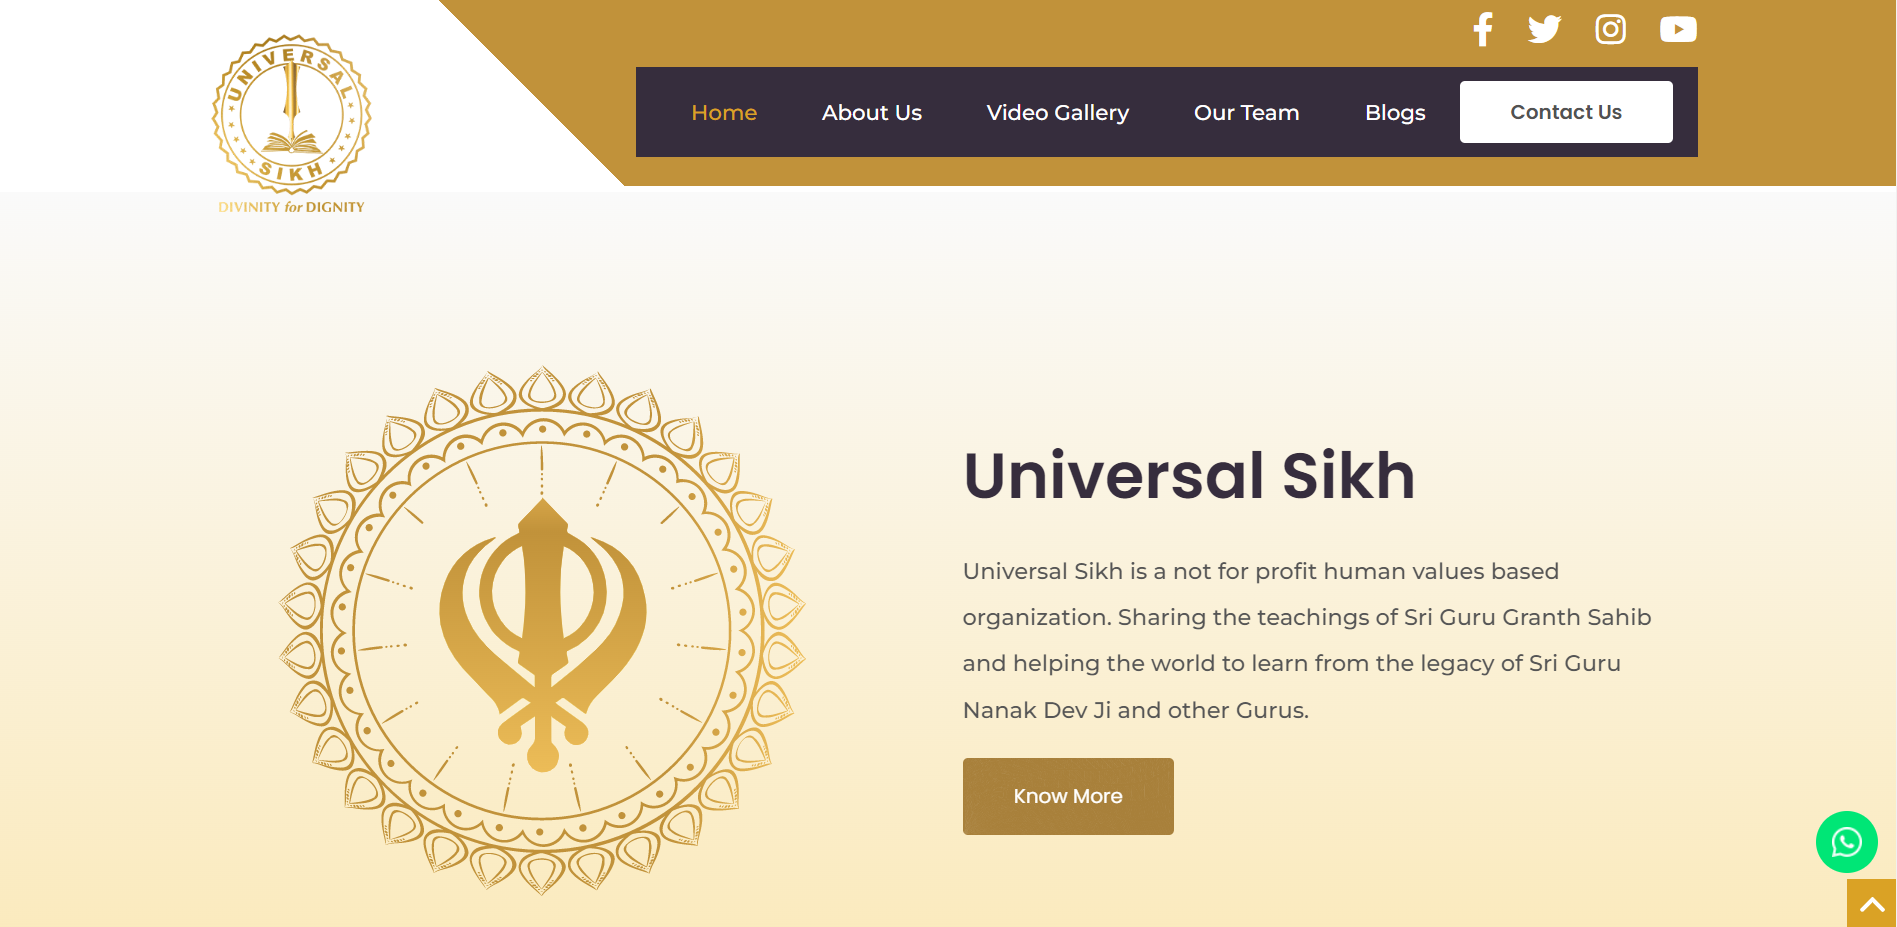 UNIVERSAL
SIKH
DIVINITY for DIGNITY
Home
About Us
Video Gallery
Our Team
Blogs
Contact Us
Universal Sikh
Universal Sikh is a not for profit human values based
organization. Sharing the teachings of Sri Guru Granth Sahib
and helping the world to learn from the legacy of Sri Guru
Nanak Dev Ji and other Gurus.
Know More